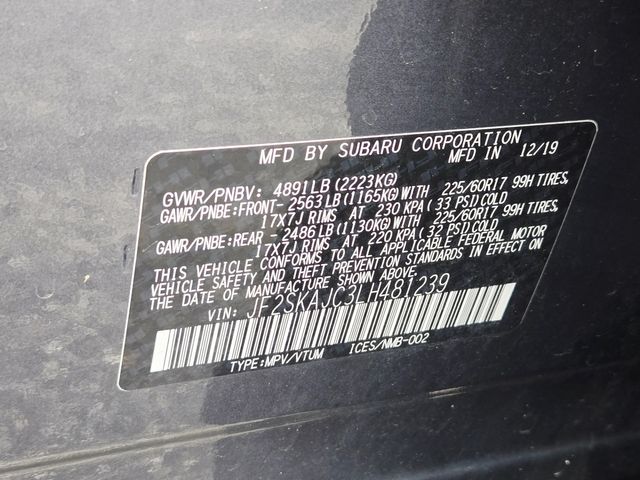 MFD BY SUBARU CORPORATION
MFD IN 12/19
GVWR/PNBV: 4891LB(2223KG)
GAWR/PNBE:FRONT-2563LB(1165KG)WITH 225/60R17 99H TIRES,
17X7J RIMS AT 230 KPA(33 PSI)COLD
GAWR/PNBE:REAR -2486LB(1130KG)WITH 225/60R17 99H TIRES,
17X7J RIMS AT 220 KPA(32 PSI)COLD
THIS VEHICLE CONFORMS TO ALL APPLICABLE FEDERAL MOTOR
VEHICLE SAFETY AND THEFT PREVENTION STANDARDS IN EFFECT ON
THE DATE OF MANUFACTURE SHOWN ABOVE.
VIN: JF2SKAJC3LH481239
TYPE:MPV/VTUM ICES/NMB-002